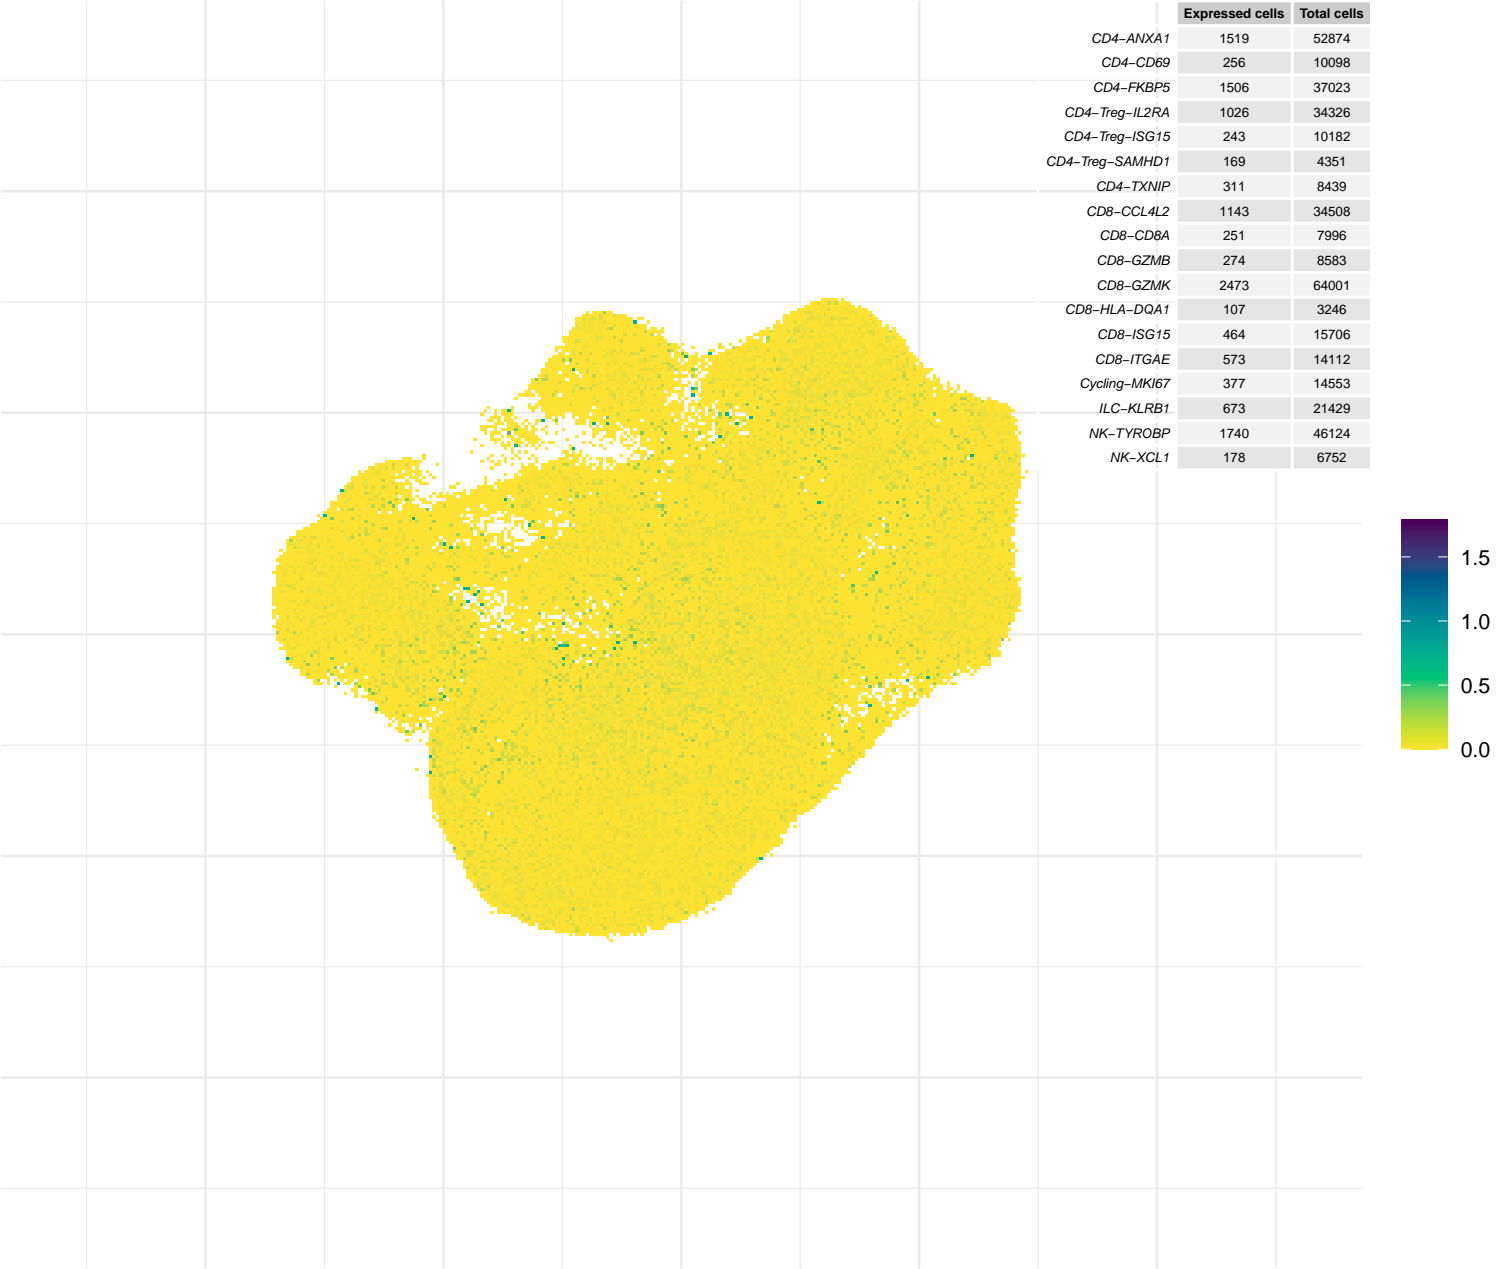 Expressed cells Total cells
CD4−ANXA1 1519 52874
CD4−CD69 256 10098
CD4−FKBP5 1506 37023
CD4−Treg−IL2RA 1026 34326
CD4−Treg−ISG15 243 10182
CD4−Treg−SAMHD1 169 4351
CD4−TXNIP 311 8439
CD8−CCL4L2 1143 34508
CD8−CD8A 251 7996
CD8−GZMB 274 8583
CD8−GZMK 2473 64001
CD8−HLA−DQA1 107 3246
CD8−ISG15 464 15706
CD8−ITGAE 573 14112
Cycling−MKI67 377 14553
ILC−KLRB1 673 21429
NK−TYROBP 1740 46124
NK−XCL1 178 6752
1.5
1.0
0.5
0.0